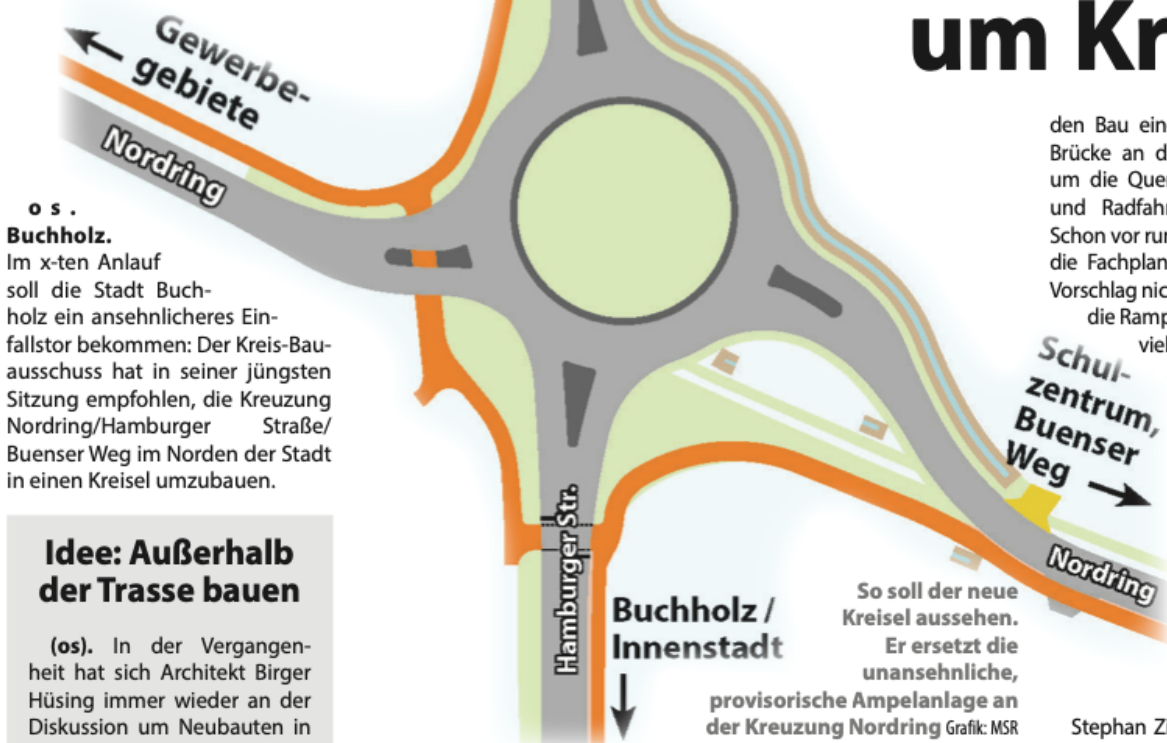 um Kr
Gewerbe-
gebiete
Nordring
os.
Buchholz.
Im x-ten Anlauf
soll die Stadt Buch-
holz ein ansehnlicheres Ein-
fallstor bekommen: Der Kreis-Bau-
ausschuss hat in seiner jüngsten
Sitzung empfohlen, die Kreuzung
Nordring/Hamburger Straße/
Buenser Weg im Norden der Stadt
in einen Kreisel umzubauen.
Idee: Außerhalb
der Trasse bauen
(os). In der Vergangen-
heit hat sich Architekt Birger
Hüsing immer wieder an der
Diskussion um Neubauten in
Hamburger Str.
Buchholz /
Innenstadt
So soll der neue
Kreisel aussehen.
Er ersetzt die
unansehnliche,
provisorische Ampelanlage an
der Kreuzung Nordring Grafik: MSR
den Bau ein
Brücke an d
um die Quer
und Radfahr
Schon vor rur
die Fachplan
Vorschlag nic
die Ramp
viel
Schul-
zentrum,
Buenser
Weg
Nordring
Stephan Zi